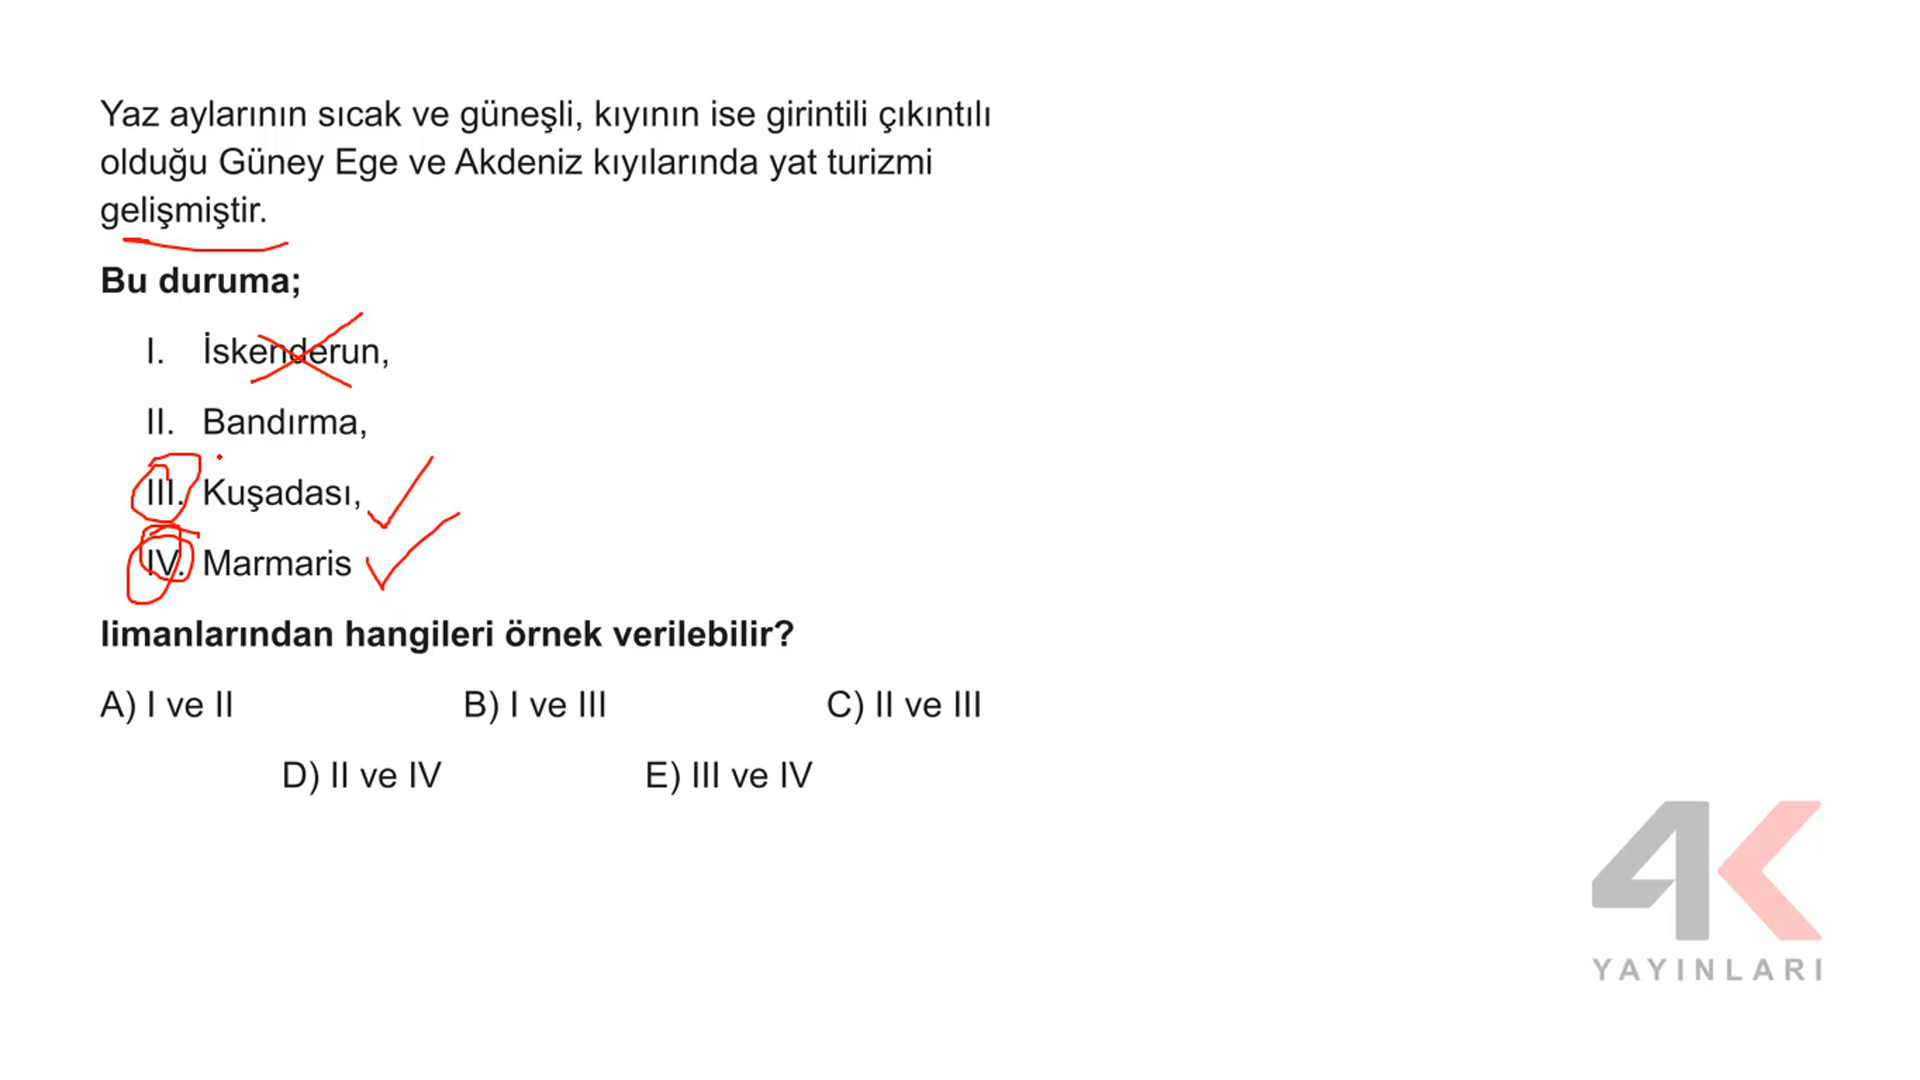 Yaz aylarının sıcak ve güneşli, kıyının ise girintili çıkıntılı
olduğu Güney Ege ve Akdeniz kıyılarında yat turizmi
gelişmiştir.
Bu duruma;
I. İskenderun,
II. Bandırma,
III. Kuşadası,
IV. Marmaris
limanlarından hangileri örnek verilebilir?
A) I ve II B) I ve III C) II ve III
D) II ve IV E) III ve IV
4K
YAYINLARI